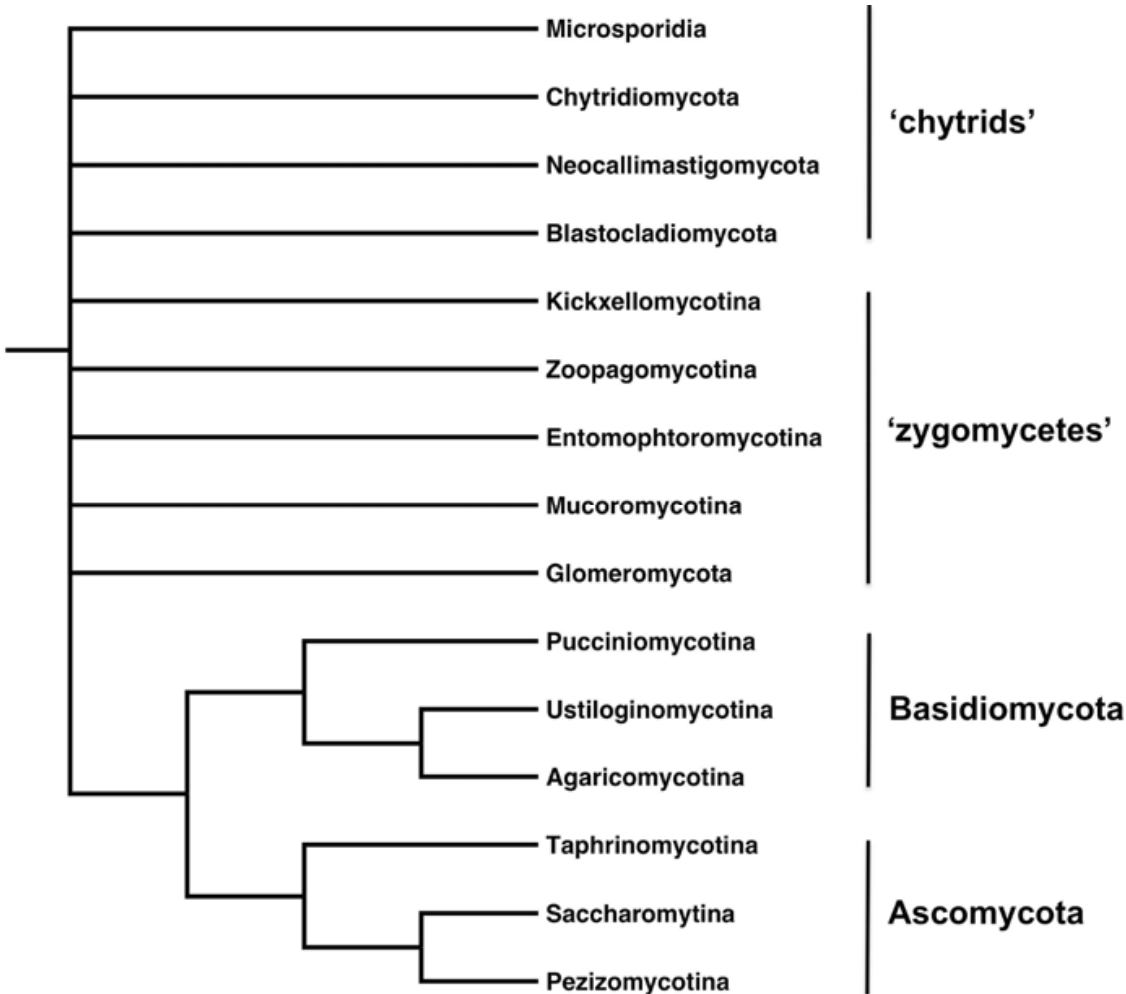 Microsporidia
Chytridiomycota
‘chytrids’
Neocallimastigomycota
Blastocladiomycota
Kickxellomycotina
Zoopagomycotina
‘zygomycetes’
Entomophtoromycotina
Mucoromycotina
Glomeromycota
Pucciniomycotina
Ustiloginomycotina
Basidiomycota
Agaricomycotina
Taphrinomycotina
Saccharomytina
Ascomycota
Pezizomycotina